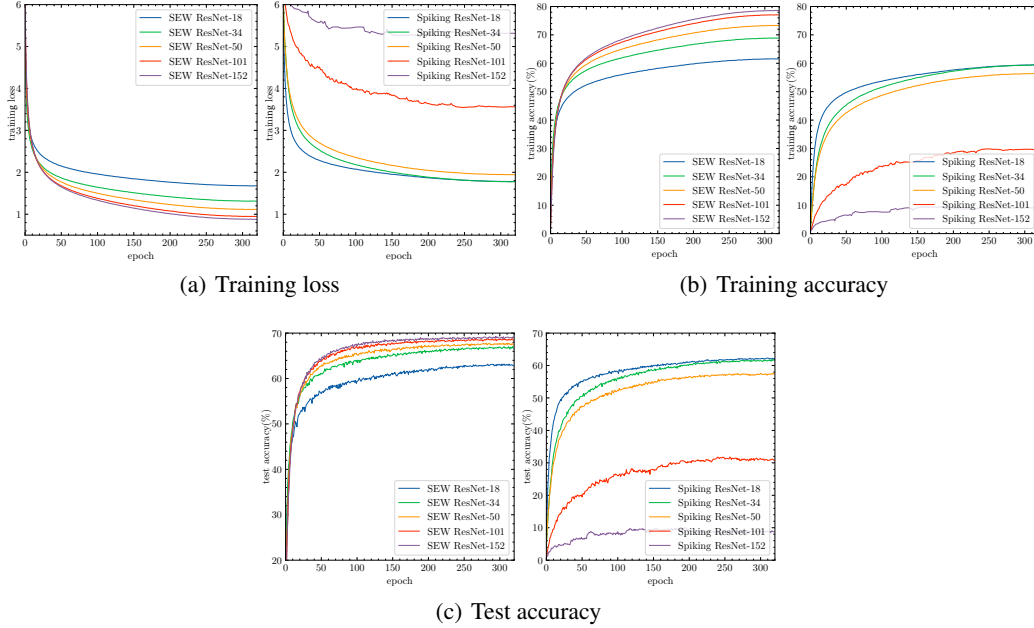 6
5
4
3
2
1
0
50
100
150
200
250
300
training loss
epoch
SEW ResNet-18
SEW ResNet-34
SEW ResNet-50
SEW ResNet-101
SEW ResNet-152
6
5
4
3
2
1
0
50
100
150
200
250
300
training loss
epoch
Spiking ResNet-18
Spiking ResNet-34
Spiking ResNet-50
Spiking ResNet-101
Spiking ResNet-152
(a) Training loss
80
70
60
50
40
30
20
10
0
0
50
100
150
200
250
300
training accuracy(%)
epoch
SEW ResNet-18
SEW ResNet-34
SEW ResNet-50
SEW ResNet-101
SEW ResNet-152
80
70
60
50
40
30
20
10
0
0
50
100
150
200
250
300
training accuracy(%)
epoch
Spiking ResNet-18
Spiking ResNet-34
Spiking ResNet-50
Spiking ResNet-101
Spiking ResNet-152
(b) Training accuracy
70
60
50
40
30
20
0
50
100
150
200
250
300
test accuracy(%)
epoch
SEW ResNet-18
SEW ResNet-34
SEW ResNet-50
SEW ResNet-101
SEW ResNet-152
70
60
50
40
30
20
10
0
0
50
100
150
200
250
300
test accuracy(%)
epoch
Spiking ResNet-18
Spiking ResNet-34
Spiking ResNet-50
Spiking ResNet-101
Spiking ResNet-152
(c) Test accuracy